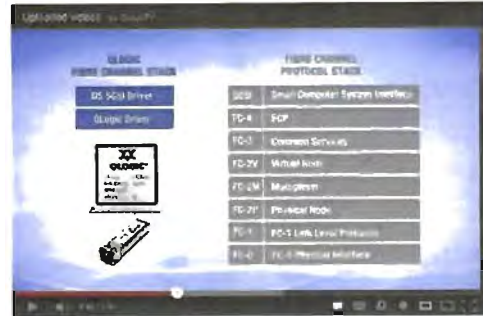 Uploaded videos
QLOGIC
FIBRE CHANNEL STACK
OS SCSI Driver
QLogic Driver
QLOGIC
FIBRE CHANNEL
PROTOCOL STACK
SCSI Small Computer System Interface
FC-4 FCP
FC-3 Common Services
FC-2V Virtual Node
FC-2M Multiplexer
FC-2P Physical Node
FC-1 FC-1 Link Level Protocols
FC-0 FC-0 Physical Interface